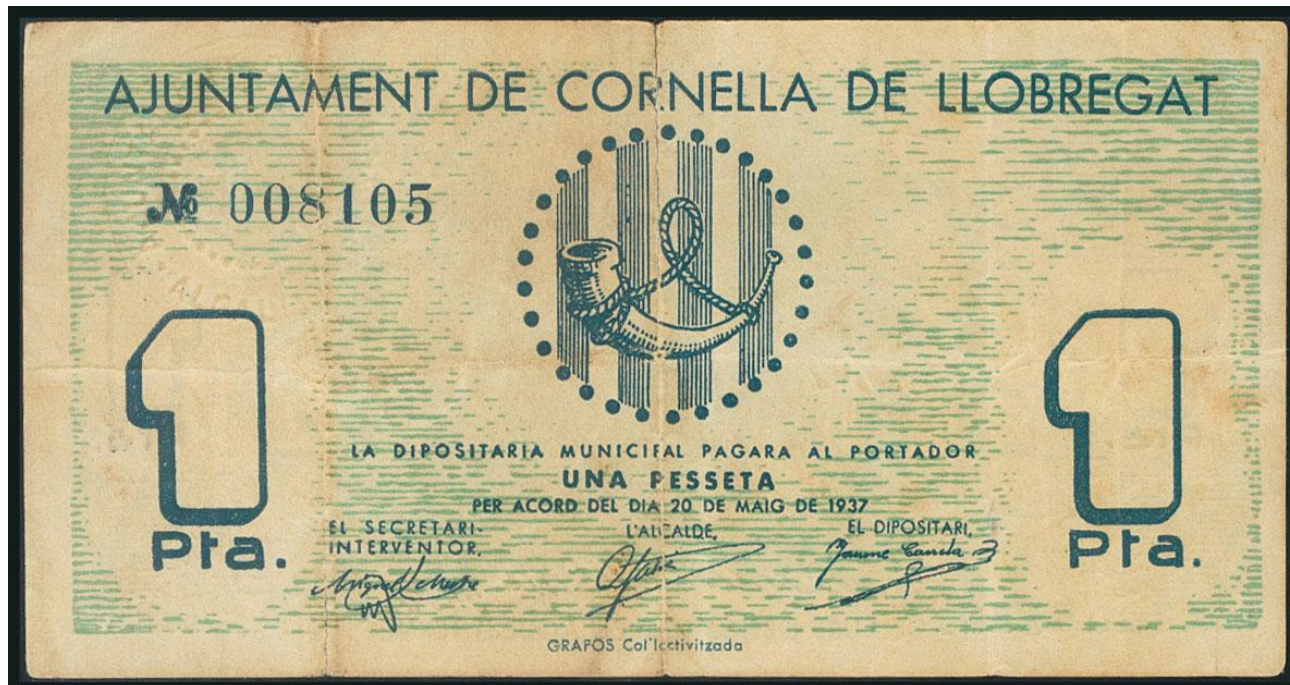 AJUNTAMENT DE CORNELLA DE LLOBREGAT
№ 008105
LA DIPOSITARIA MUNICIPAL PAGARA AL PORTADOR
UNA PESSETA
PER ACORD DEL DIA 20 DE MAIG DE 1937
EL SECRETARI-
INTERVENTOR,
L'ALCALDE,
EL DIPOSITARI,
Jaume
1
Pta.
1
Pta.
GRAFOS Col·lectivitzada